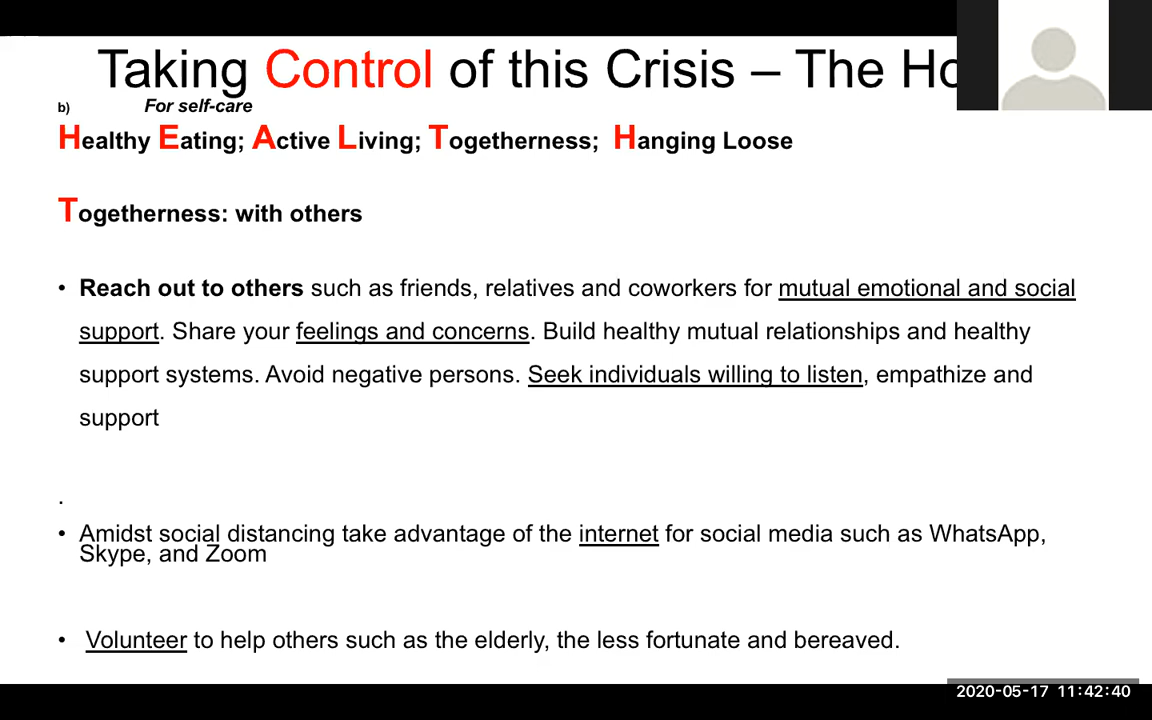 Taking Control of this Crisis – The
b) For self-care
Healthy Eating; Active Living; Togetherness; Hanging Loose
Togetherness: with others
• Reach out to others such as friends, relatives and coworkers for mutual emotional and social
support. Share your feelings and concerns. Build healthy mutual relationships and healthy
support systems. Avoid negative persons. Seek individuals willing to listen, empathize and
support
.
• Amidst social distancing take advantage of the internet for social media such as WhatsApp,
Skype, and Zoom
• Volunteer to help others such as the elderly, the less fortunate and bereaved.
2020-05-17 11:42:40